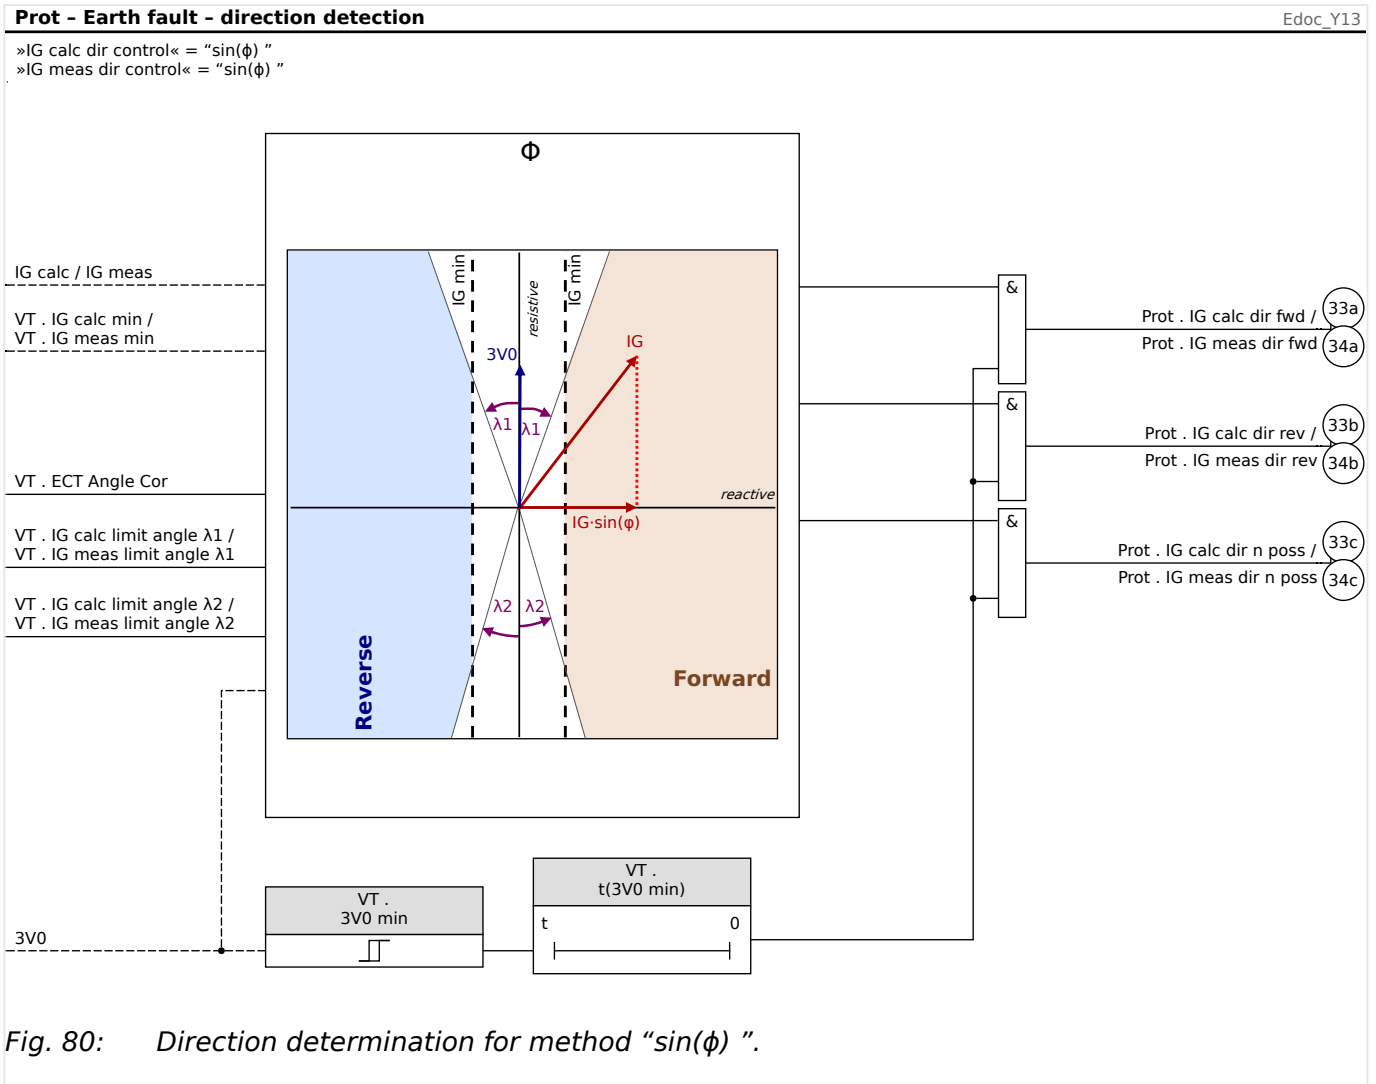 Prot – Earth fault – direction detection
Edoc_Y13
»IG calc dir control« = “sin(ϕ) ”
»IG meas dir control« = “sin(ϕ) ”
Φ
IG calc / IG meas
VT . IG calc min /
VT . IG meas min
VT . ECT Angle Cor
VT . IG calc limit angle λ1 /
VT . IG meas limit angle λ1
VT . IG calc limit angle λ2 /
VT . IG meas limit angle λ2
3V0
IG min
IG min
resistive
3V0
IG
λ1
λ1
reactive
IG·sin(φ)
λ2
λ2
Reverse
Forward
&
Prot . IG calc dir fwd /
Prot . IG meas dir fwd
33a
34a
&
Prot . IG calc dir rev /
Prot . IG meas dir rev
33b
34b
&
Prot . IG calc dir n poss /
Prot . IG meas dir n poss
33c
34c
VT .
3V0 min
VT .
t(3V0 min)
t
0
Fig. 80: Direction determination for method “sin(ϕ) ”.